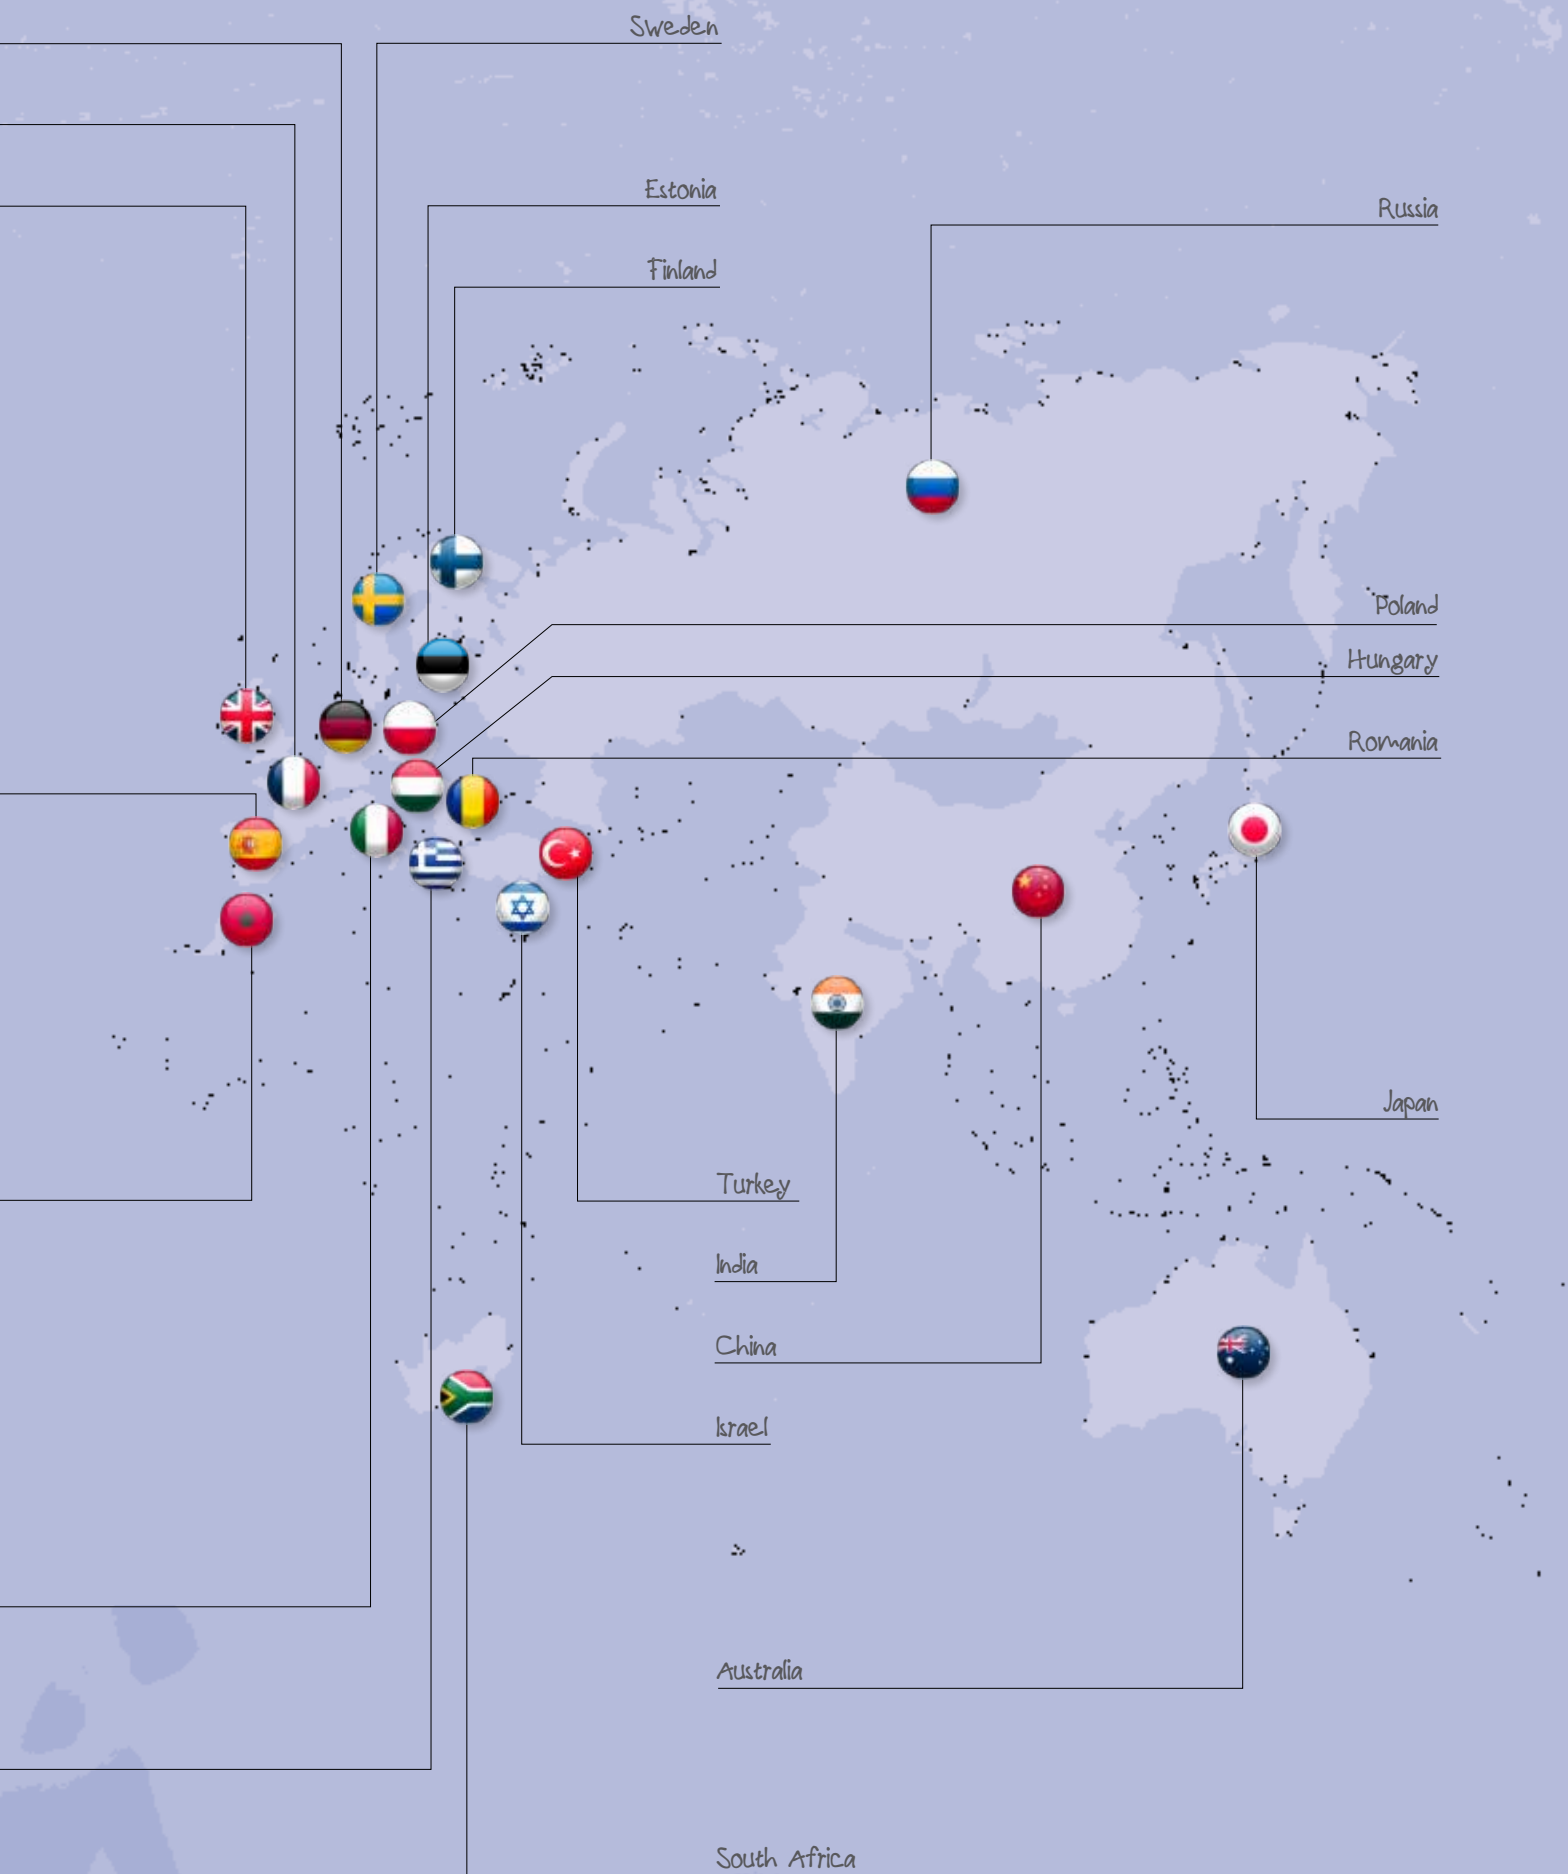 Sweden
Estonia
Russia
Finland
Poland
Hungary
Romania
Japan
Turkey
India
China
Israel
Australia
South Africa